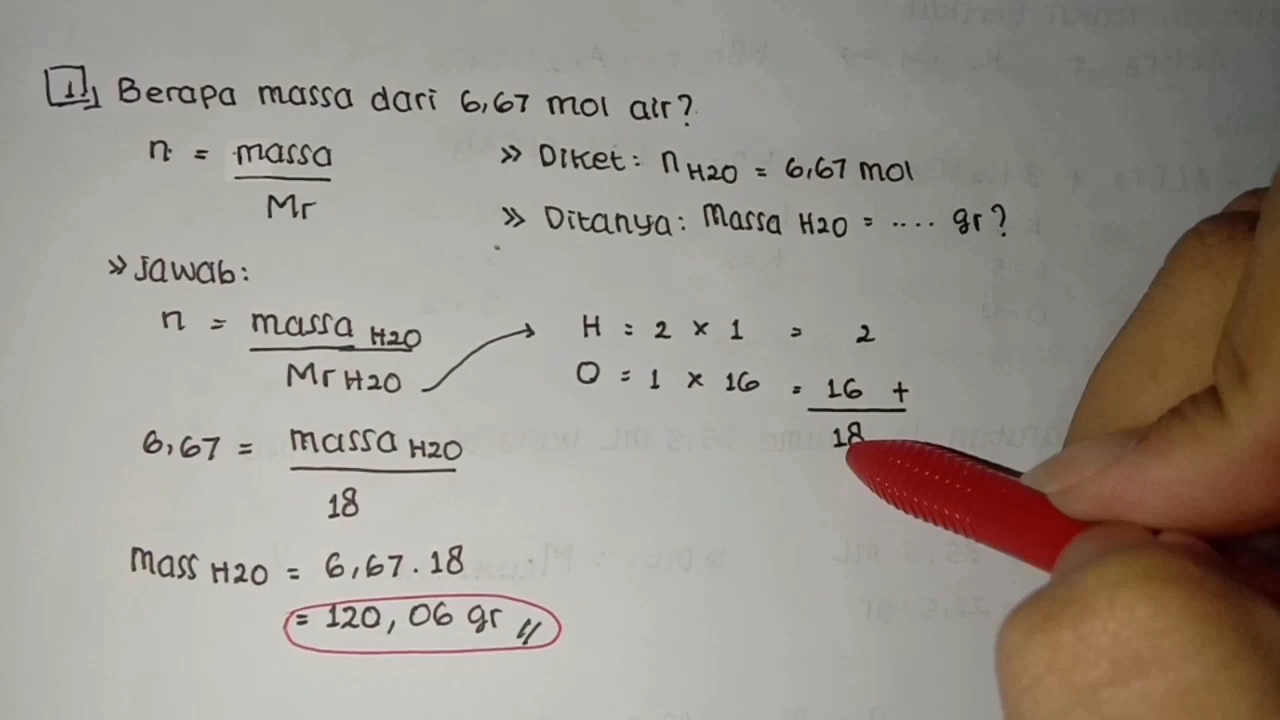 1. Berapa massa dari 6,67 mol air?
n = massa / Mr
» Diket: n H2O = 6,67 mol
» Ditanya: Massa H2O = .... gr?
» Jawab:
n = massa H2O / Mr H2O
H = 2 × 1 = 2
O = 1 × 16 = 16 +
18
6,67 = massa H2O / 18
Mass H2O = 6,67 . 18
= 120,06 gr //